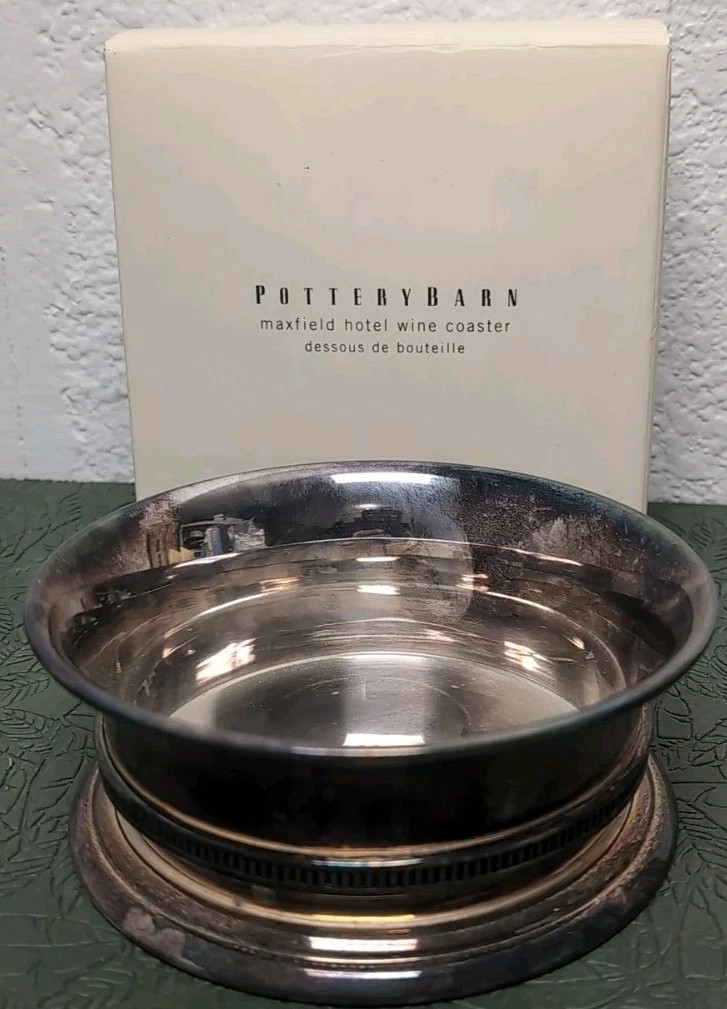 POTTERYBARN
maxfield hotel wine coaster
dessous de bouteille